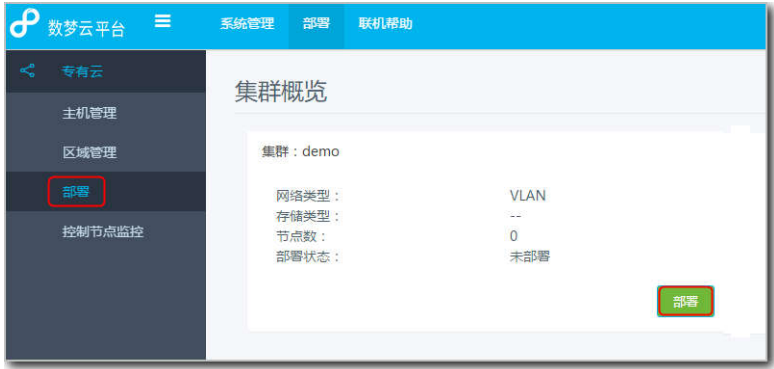 数梦云平台
系统管理 部署 联机帮助
专有云
主机管理
区域管理
部署
控制节点监控
集群概览
集群：demo
网络类型： VLAN
存储类型： --
节点数： 0
部署状态： 未部署
部署